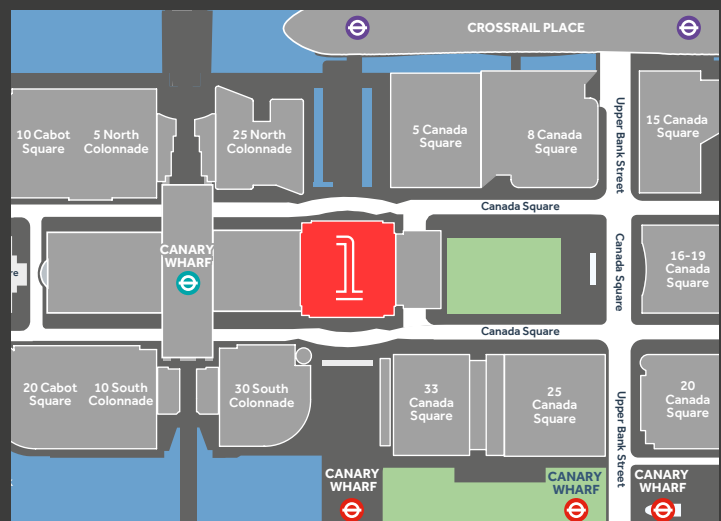 CROSSRAIL PLACE
10 Cabot
Square
5 North
Colonnade
25 North
Colonnade
5 Canada
Square
8 Canada
Square
Upper Bank Street
15 Canada
Square
Canada Square
CANARY
WHARF
1
Canada Square
16-19
Canada
Square
re
Canada Square
20 Cabot
Square
10 South
Colonnade
30 South
Colonnade
33
Canada
Square
25
Canada
Square
Upper Bank Street
20
Canada
Square
CANARY
WHARF
CANARY
WHARF
CANARY
WHARF